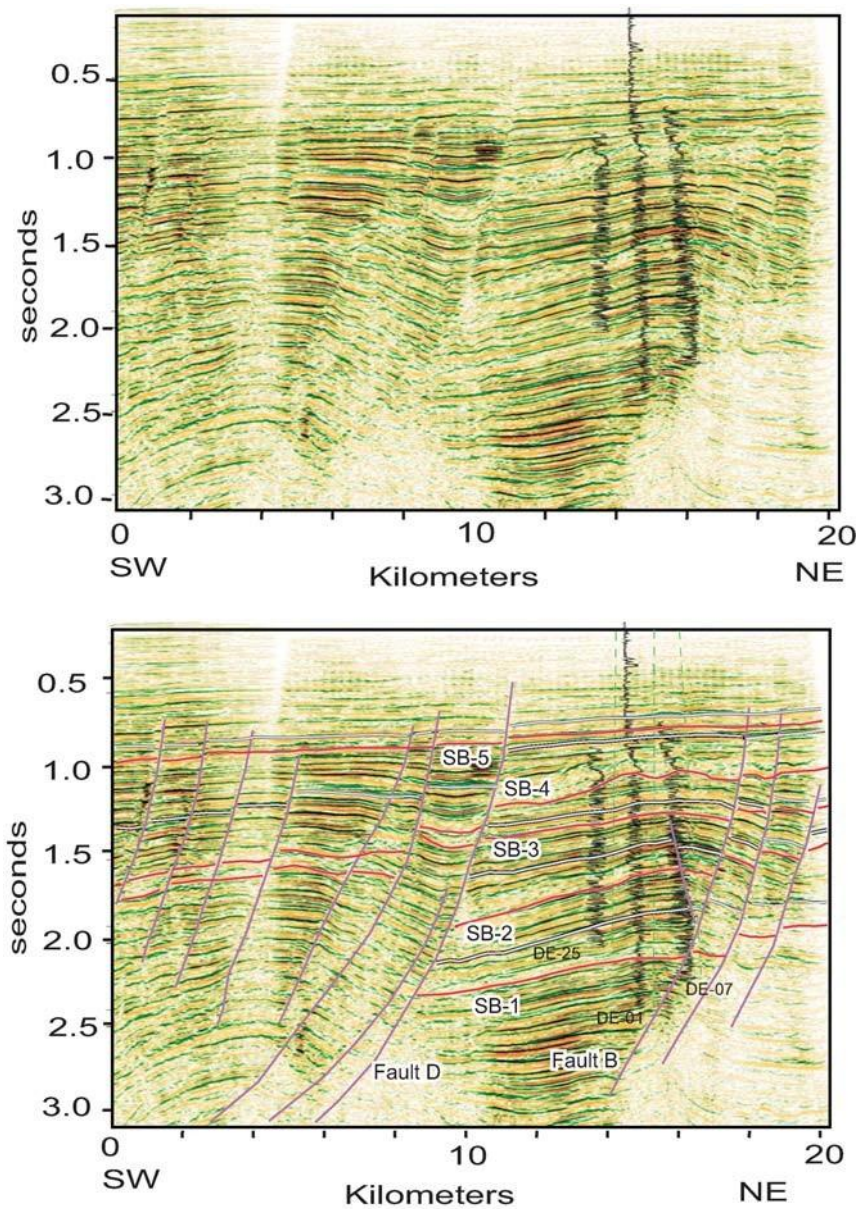 0.5
1.0
1.5
2.0
2.5
3.0
seconds
0 10 20
SW Kilometers NE
0.5
1.0
1.5
2.0
2.5
3.0
seconds
SB-5
SB-4
SB-3
SB-2
DE-25
SB-1
DE-07
DE-01
Fault D
Fault B
0 10 20
SW Kilometers NE